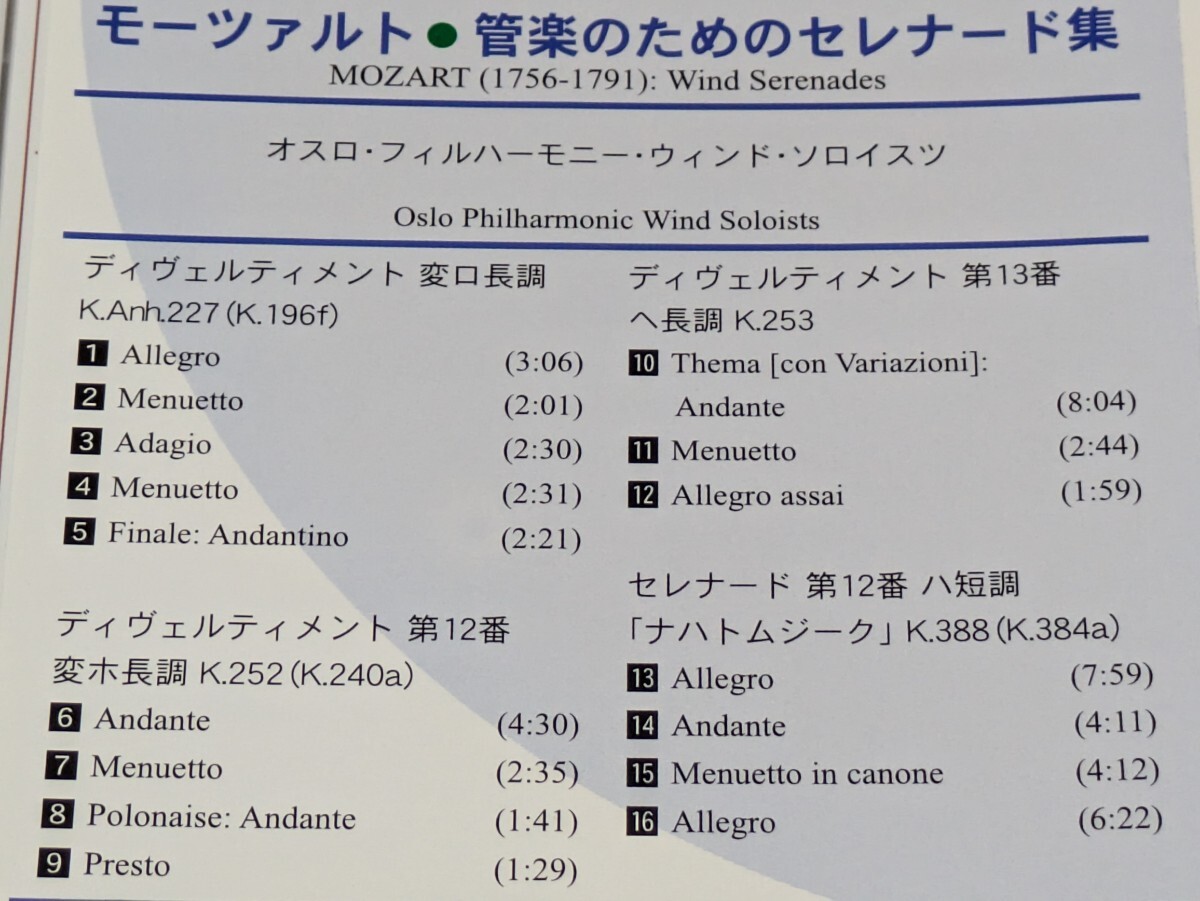 モーツァルト●管楽のためのセレナード集
MOZART (1756-1791): Wind Serenades
オスロ・フィルハーモニー・ウィンド・ソロイスツ
Oslo Philharmonic Wind Soloists
ディヴェルティメント 変ロ長調
K.Anh.227 (K.196f)
1 Allegro (3:06)
2 Menuetto (2:01)
3 Adagio (2:30)
4 Menuetto (2:31)
5 Finale: Andantino (2:21)
ディヴェルティメント 第12番
変ホ長調 K.252 (K.240a)
6 Andante (4:30)
7 Menuetto (2:35)
8 Polonaise: Andante (1:41)
9 Presto (1:29)
ディヴェルティメント 第13番
ヘ長調 K.253
10 Thema [con Variazioni]:
Andante (8:04)
11 Menuetto (2:44)
12 Allegro assai (1:59)
セレナード 第12番 ハ短調
「ナハトムジーク」K.388 (K.384a)
13 Allegro (7:59)
14 Andante (4:11)
15 Menuetto in canone (4:12)
16 Allegro (6:22)